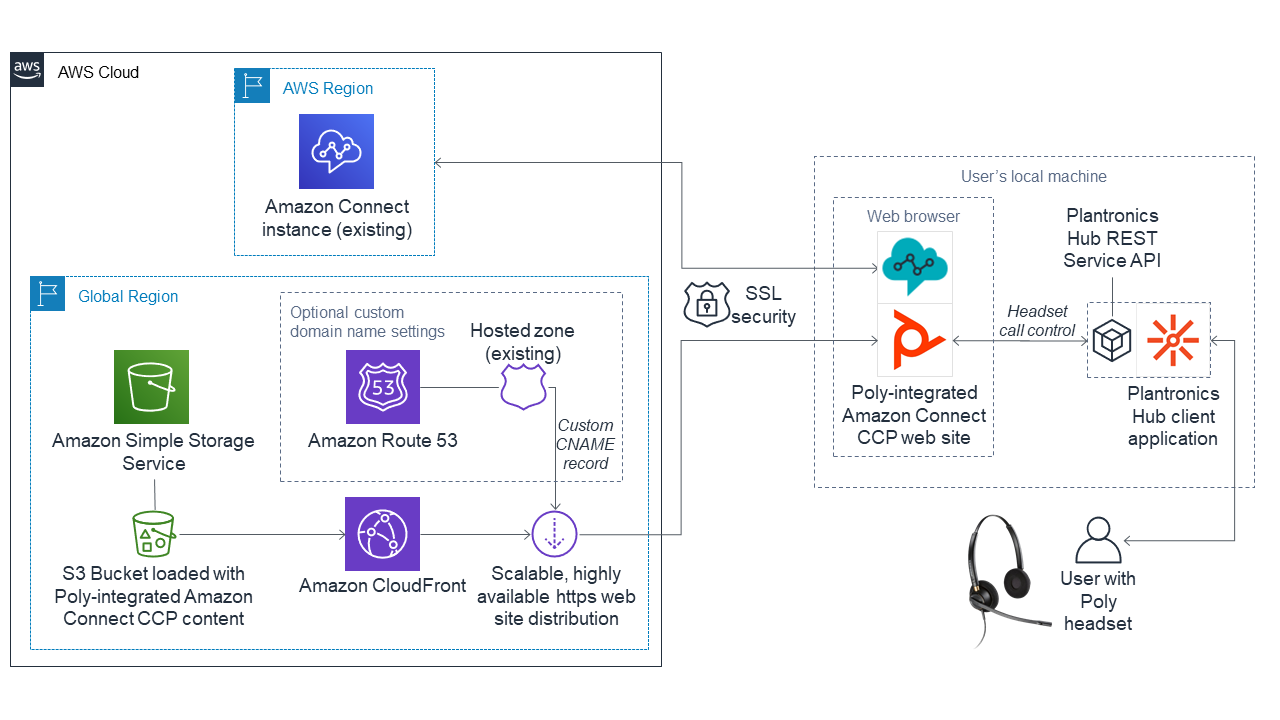 aws
AWS Cloud
AWS Region
Amazon Connect
instance (existing)
Global Region
Optional custom
domain name settings
Hosted zone
(existing)
53
Amazon Route 53
Custom
CNAME
record
Amazon Simple Storage
Service
S3 Bucket loaded with
Poly-integrated Amazon
Connect CCP content
Amazon CloudFront
Scalable, highly
available https web
site distribution
SSL
security
User’s local machine
Web browser
Poly-integrated
Amazon Connect
CCP web site
Headset
call control
Plantronics
Hub REST
Service API
Plantronics
Hub client
application
User with
Poly
headset